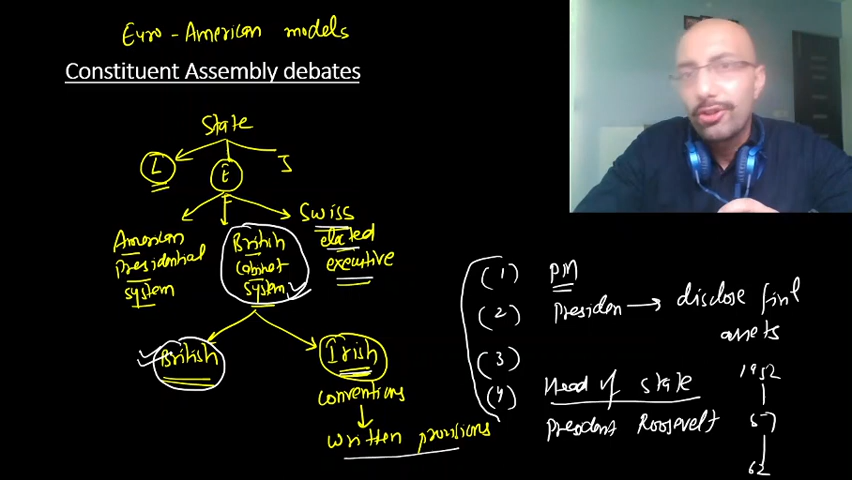 Euro-American models
Constituent Assembly debates
State
L
E
J
American
Presidential
system
British
Cabinet
system
Swiss
elected
executive
British
Irish
conventions
written provisions
(1) PM
(2) Presiden → disclose finl
assets
(3)
(4) Head of state
President Roosevelt
1952
57
62